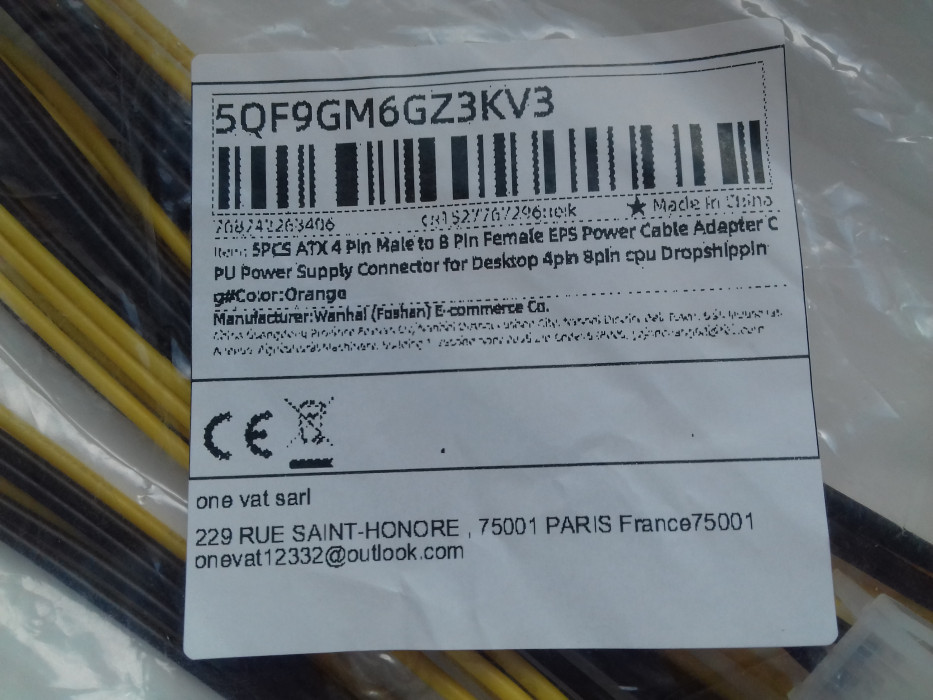 5QF9GM6GZ3KV3
Made In China
Item: 5PCS ATX 4 Pin Male to 8 Pin Female EPS Power Cable Adapter C
PU Power Supply Connector for Desktop 4pin 8pin cpu Dropshippin
g#Color:Orange
Manufacturer:Wanhai (Foshan) E-commerce Co.
CE
one vat sarl
229 RUE SAINT-HONORE , 75001 PARIS France75001
onevat12332@outlook.com